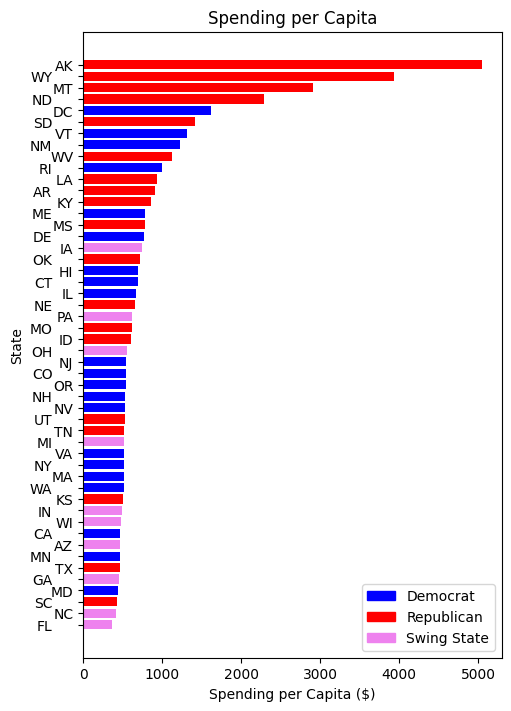 Spending per Capita
AK
WY
MT
ND
DC
SD
VT
NM
WV
RI
LA
AR
KY
ME
MS
DE
IA
OK
HI
CT
IL
NE
PA
MO
ID
OH
NJ
CO
OR
NH
NV
UT
TN
MI
VA
NY
MA
WA
KS
IN
WI
CA
AZ
MN
TX
GA
MD
SC
NC
FL
State
Democrat
Republican
Swing State
0 1000 2000 3000 4000 5000
Spending per Capita ($)